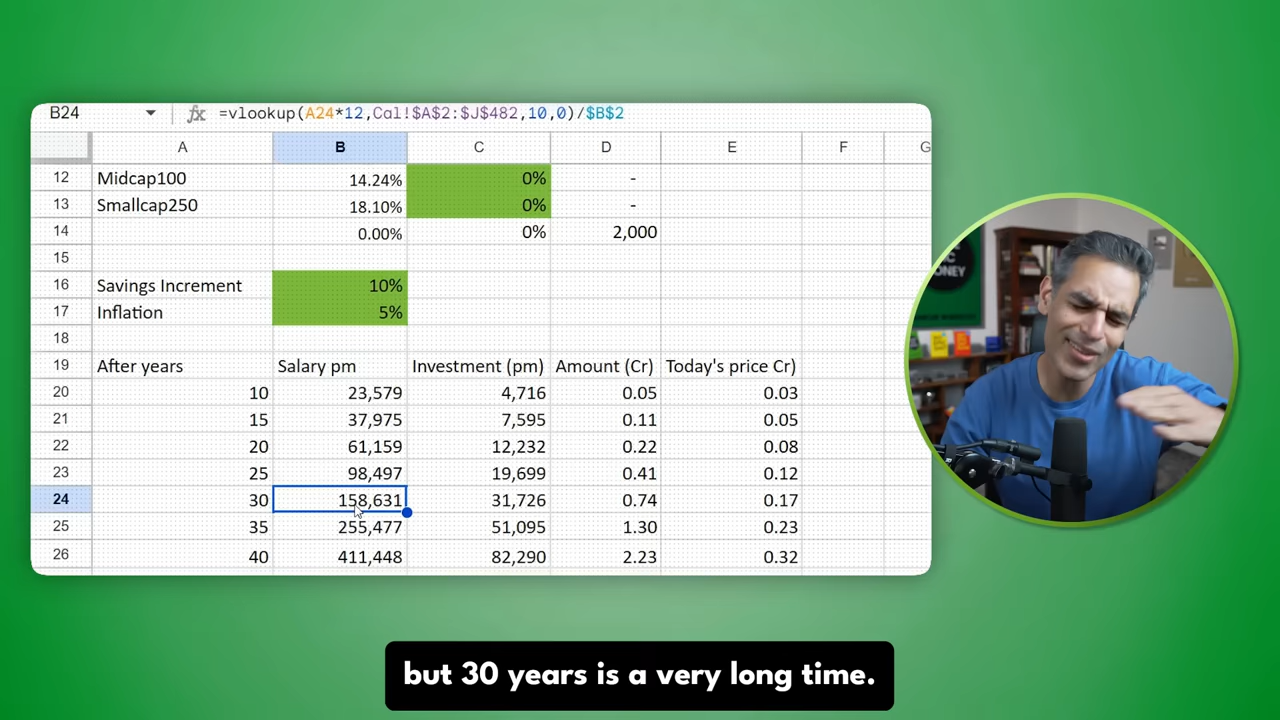 B24 fx =vlookup(A24*12,Cal!$A$2:$J$482,10,0)/$B$2
A B C D E F G
12 Midcap100 14.24% 0% -
13 Smallcap250 18.10% 0% -
14 0.00% 0% 2,000
15
16 Savings Increment 10%
17 Inflation 5%
18
19 After years Salary pm Investment (pm) Amount (Cr) Today's price Cr)
20 10 23,579 4,716 0.05 0.03
21 15 37,975 7,595 0.11 0.05
22 20 61,159 12,232 0.22 0.08
23 25 98,497 19,699 0.41 0.12
24 30 158,631 31,726 0.74 0.17
25 35 255,477 51,095 1.30 0.23
26 40 411,448 82,290 2.23 0.32
ONEY
but 30 years is a very long time.